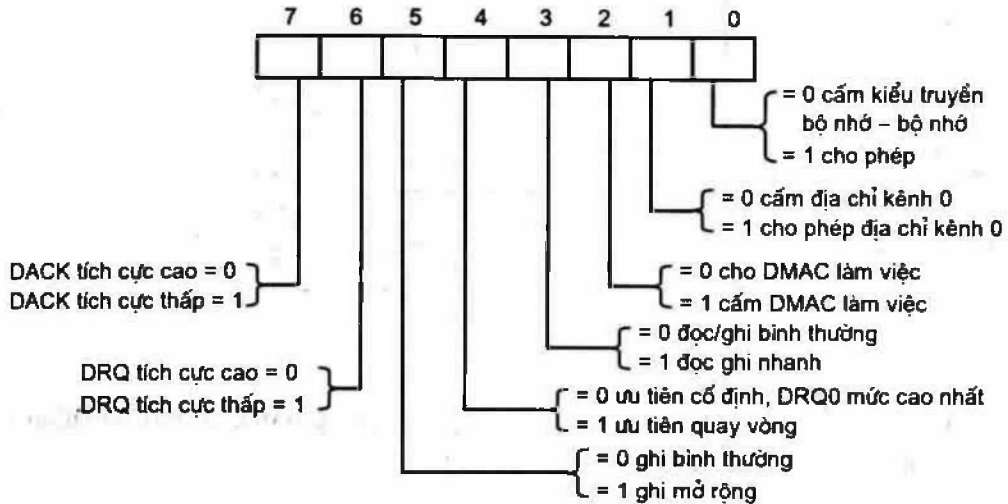 7 6 5 4 3 2 1 0
= 0 cấm kiểu truyền
bộ nhớ – bộ nhớ
= 1 cho phép
= 0 cấm địa chỉ kênh 0
= 1 cho phép địa chỉ kênh 0
DACK tích cực cao = 0
DACK tích cực thấp = 1
= 0 cho DMAC làm việc
= 1 cấm DMAC làm việc
= 0 đọc/ghi bình thường
= 1 đọc ghi nhanh
DRQ tích cực cao = 0
DRQ tích cực thấp = 1
= 0 ưu tiên cố định, DRQ0 mức cao nhất
= 1 ưu tiên quay vòng
= 0 ghi bình thường
= 1 ghi mở rộng